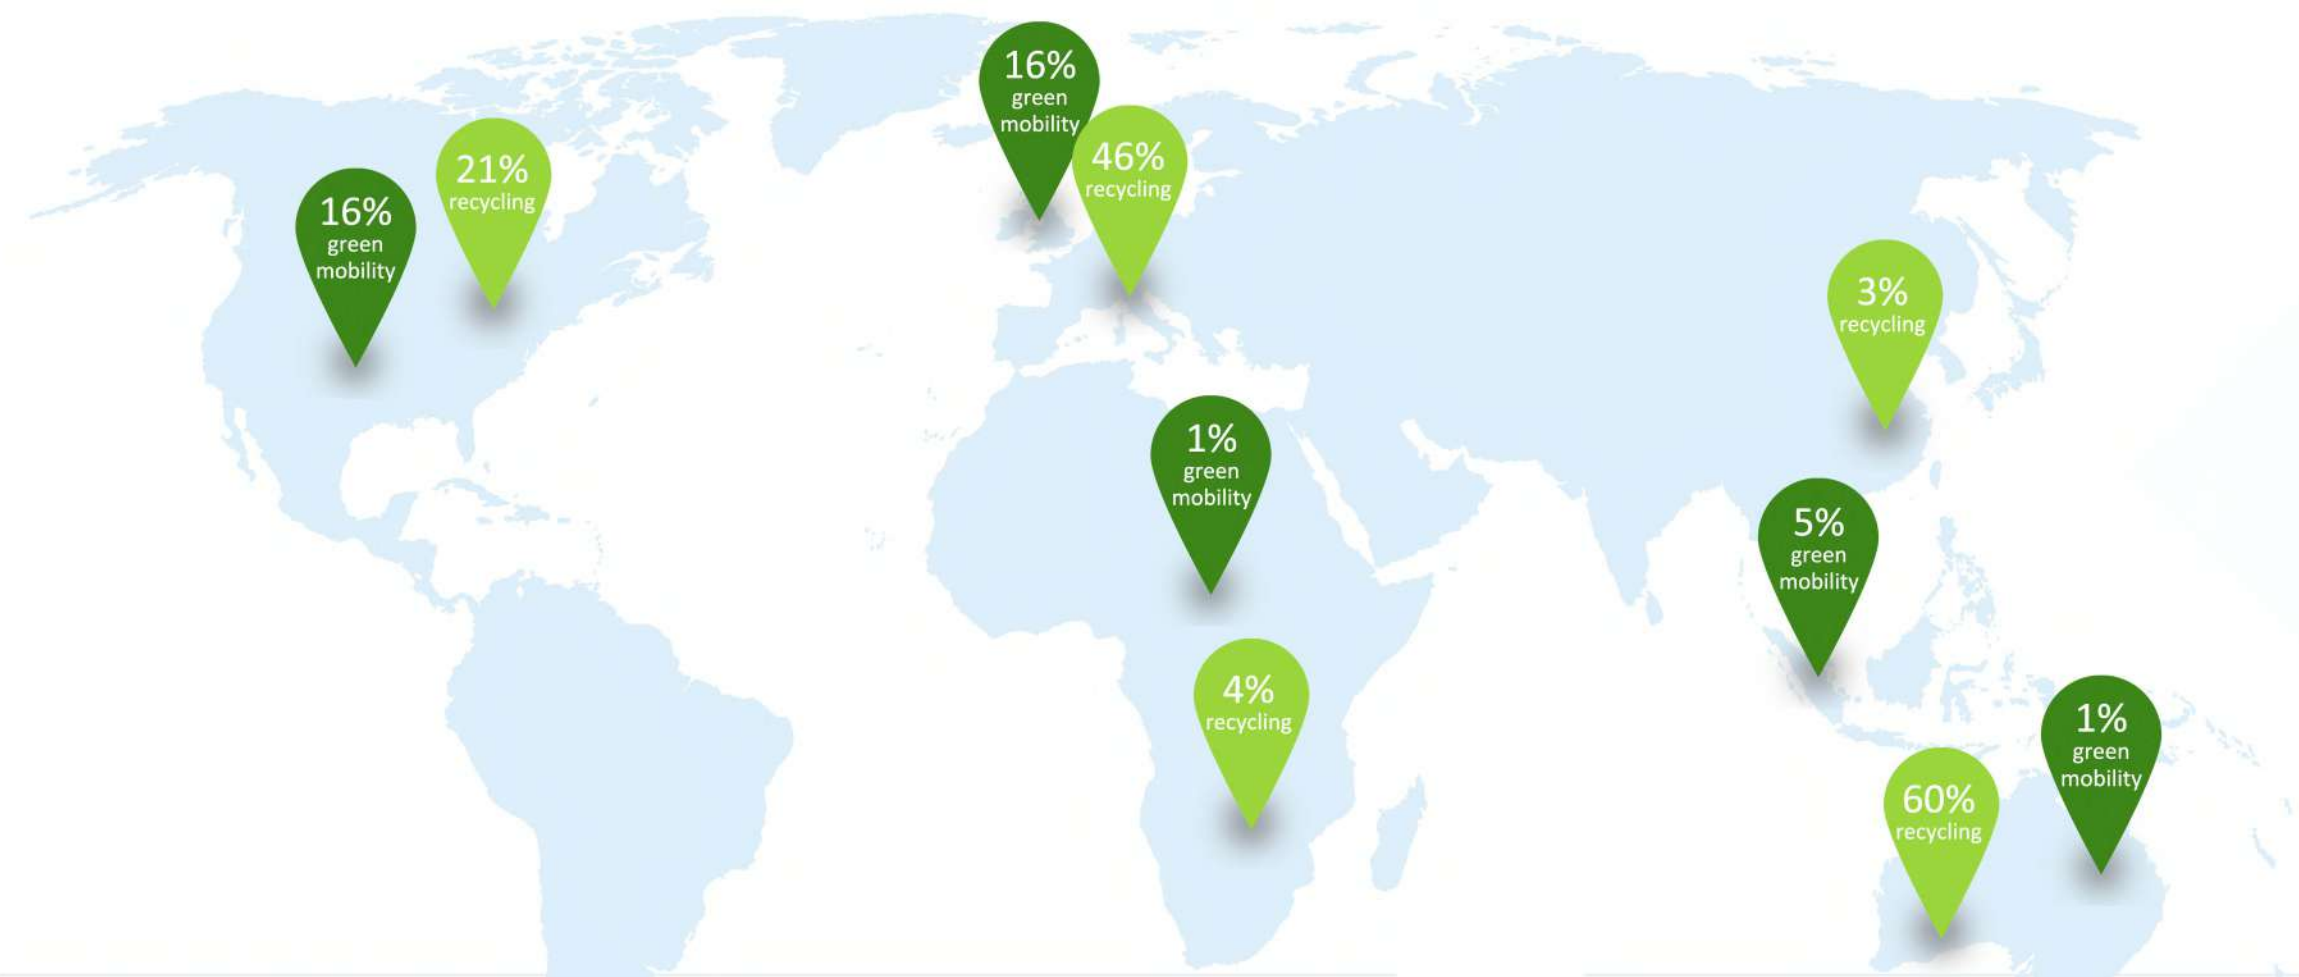 16%
green
mobility
21%
recycling
16%
green
mobility
46%
recycling
3%
recycling
1%
green
mobility
5%
green
mobility
4%
recycling
1%
green
mobility
60%
recycling